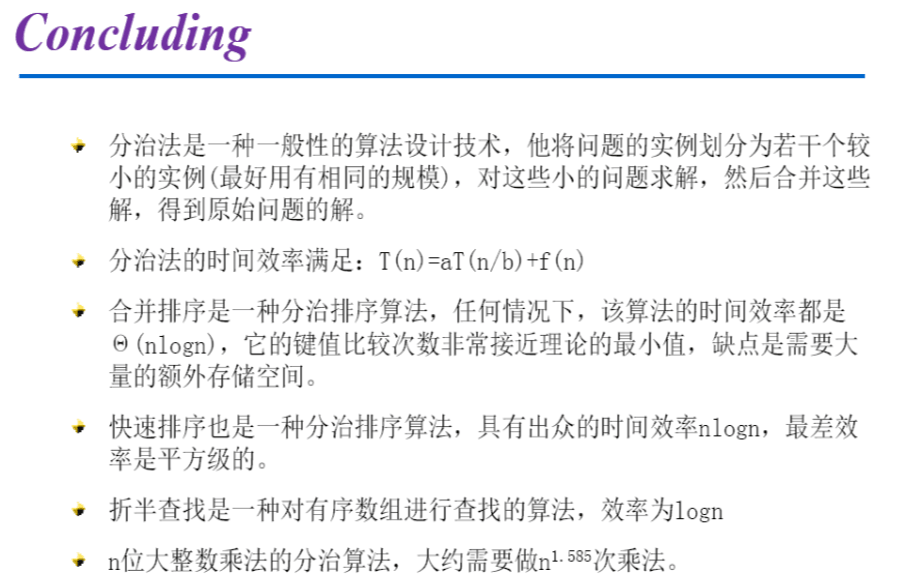 Concluding
分治法是一种一般性的算法设计技术，他将问题的实例划分为若干个较
小的实例(最好用有相同的规模)，对这些小的问题求解，然后合并这些
解，得到原始问题的解。
分治法的时间效率满足：T(n)=aT(n/b)+f(n)
合并排序是一种分治排序算法，任何情况下，该算法的时间效率都是
Θ(nlogn)，它的键值比较次数非常接近理论的最小值，缺点是需要大
量的额外存储空间。
快速排序也是一种分治排序算法，具有出众的时间效率nlogn，最差效
率是平方级的。
折半查找是一种对有序数组进行查找的算法，效率为logn
n位大整数乘法的分治算法，大约需要做n¹·⁵⁸⁵次乘法。